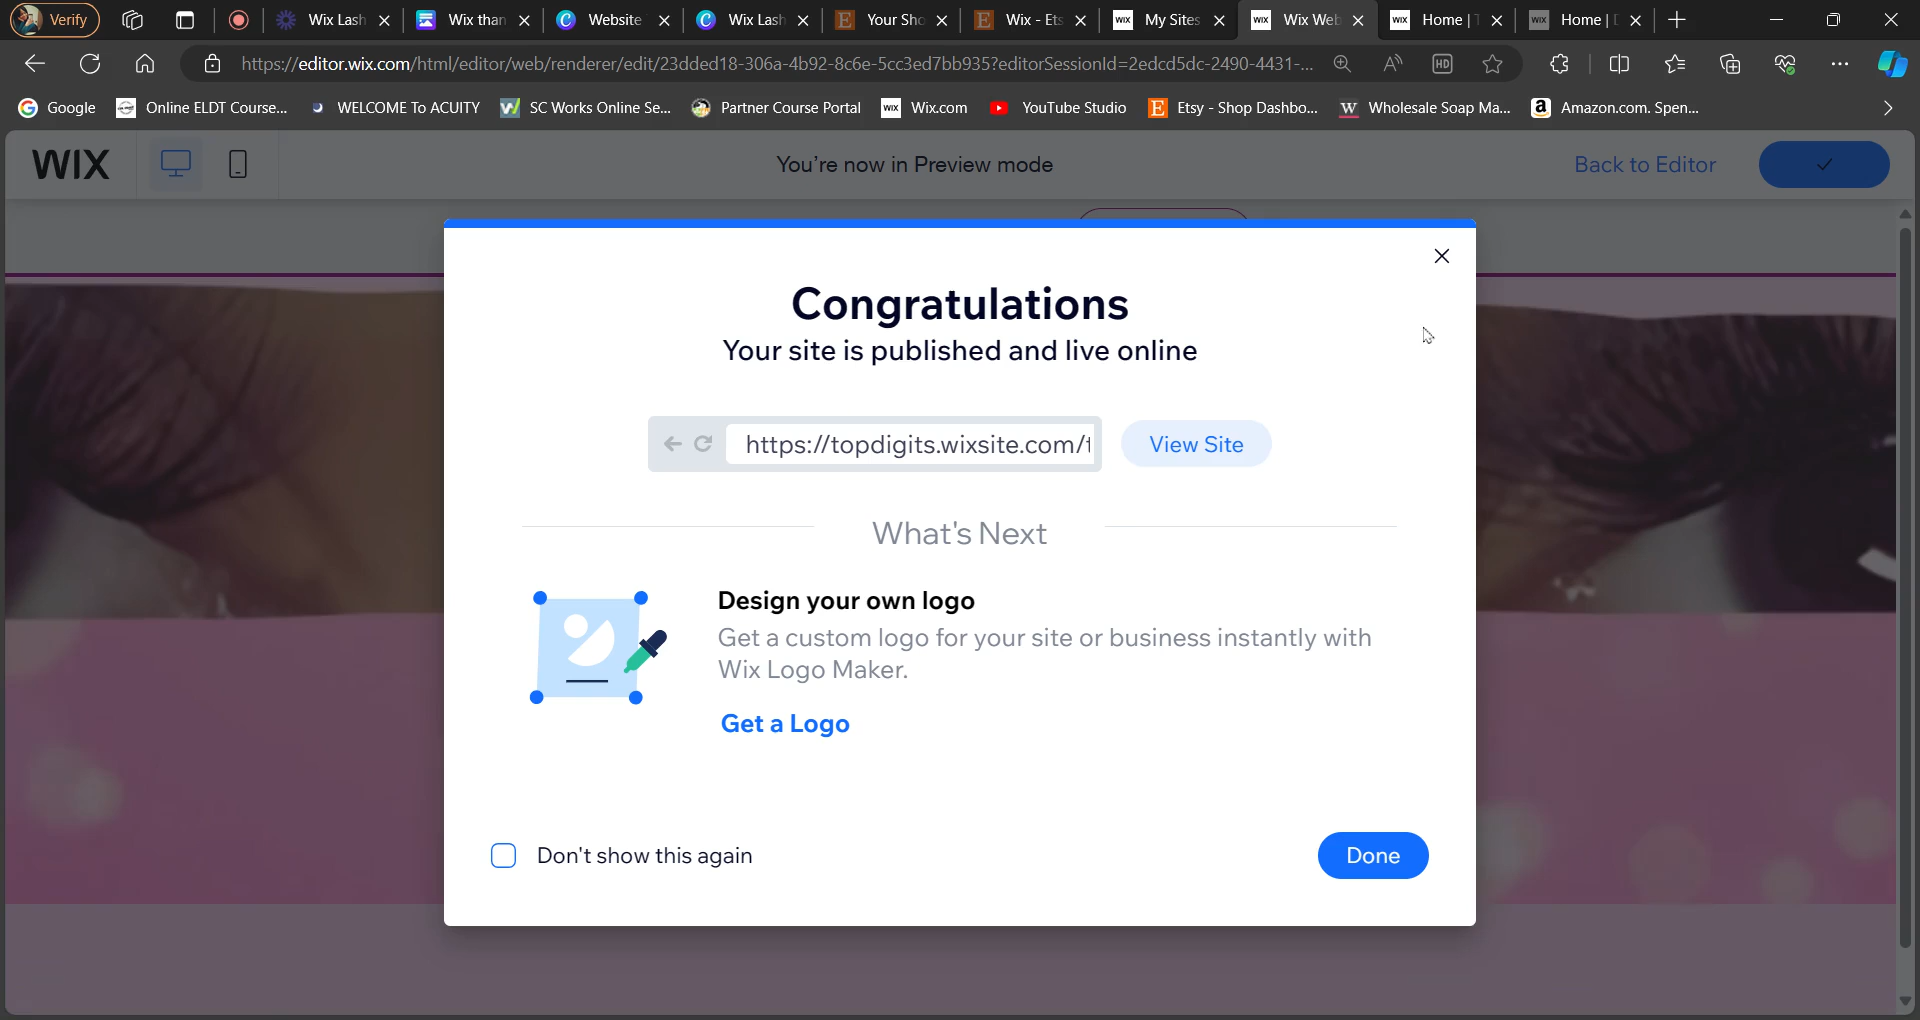 Verify
Wix Lash
Wix than
Website
Wix Lash
Your Sho
Wix - Ets
WIX My Sites
WIX Wix Web
WIX Home | T
WIX Home |
https://editor.wix.com/html/editor/web/renderer/edit/23dded18-306a-4b92-8c6e-5cc3ed7bb935?editorSessionId=2edcd5dc-2490-4431-...
Google
Online ELDT Course...
WELCOME To ACUITY
SC Works Online Se...
Partner Course Portal
WIX Wix.com
YouTube Studio
Etsy - Shop Dashbo...
Wholesale Soap Ma...
Amazon.com. Spen...
WIX
You're now in Preview mode
Back to Editor
Congratulations
Your site is published and live online
https://topdigits.wixsite.com/t
View Site
What's Next
Design your own logo
Get a custom logo for your site or business instantly with
Wix Logo Maker.
Get a Logo
Don't show this again
Done